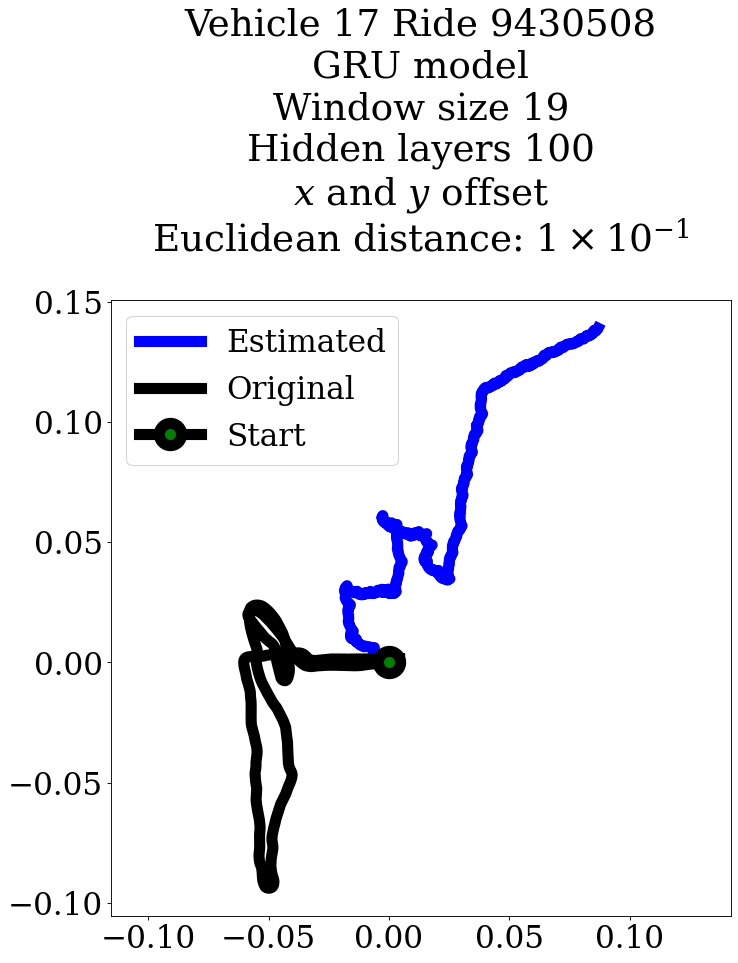 Vehicle 17 Ride 9430508
GRU model
Window size 19
Hidden layers 100
x and y offset
Euclidean distance: 1 × 10⁻¹
0.15
0.10
0.05
0.00
−0.05
−0.10
Estimated
Original
Start
−0.10 −0.05 0.00 0.05 0.10